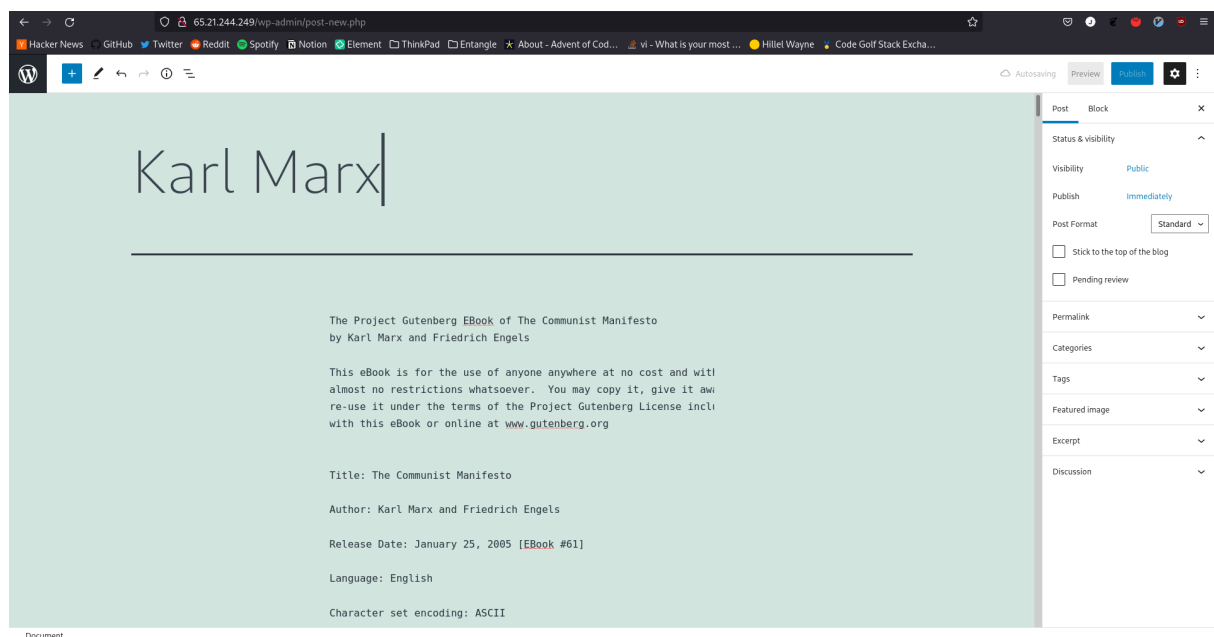 65.21.244.249/wp-admin/post-new.php
Hacker News GitHub Twitter Reddit Spotify Notion Element ThinkPad Entangle About - Advent of Cod... vi - What is your most ... Hillel Wayne Code Golf Stack Excha...
Autosaving Preview Publish
Post Block
Status & visibility
Visibility Public
Publish Immediately
Post Format Standard
Stick to the top of the blog
Pending review
Permalink
Categories
Tags
Featured image
Excerpt
Discussion
Karl Marx
The Project Gutenberg EBook of The Communist Manifesto
by Karl Marx and Friedrich Engels
This eBook is for the use of anyone anywhere at no cost and with
almost no restrictions whatsoever. You may copy it, give it awa
re-use it under the terms of the Project Gutenberg License inclu
with this eBook or online at www.gutenberg.org
Title: The Communist Manifesto
Author: Karl Marx and Friedrich Engels
Release Date: January 25, 2005 [EBook #61]
Language: English
Character set encoding: ASCII
Document